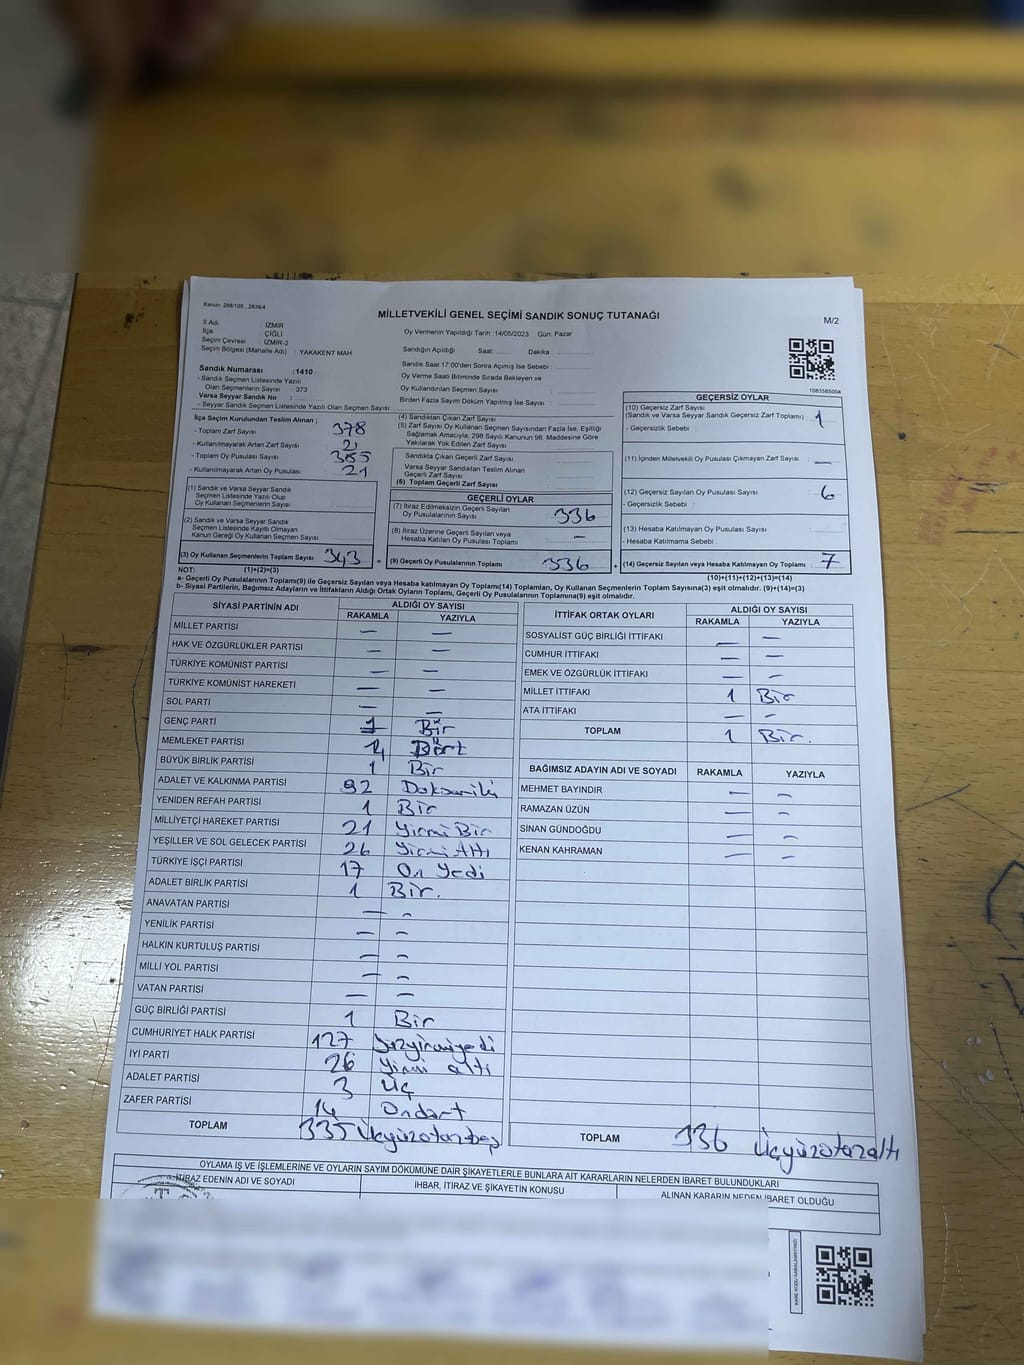 Kanun: 298/105 _ 2839/4
MİLLETVEKİLİ GENEL SEÇİMİ SANDIK SONUÇ TUTANAĞI
M/2
İl Adı : İZMİR
İlçe : ÇİĞLİ
Seçim Çevresi : İZMİR-2
Seçim Bölgesi (Mahalle Adı) : YAKAKENT MAH
Oy Vermenin Yapıldığı Tarih : 14/05/2023 Gün: Pazar
Sandığın Açıldığı Saat: ...... Dakika : ............
Sandık Saat 17:00'den Sonra Açımış İse Sebebi :
Oy Verme Saati Bitiminde Sırada Bekleyen ve
Oy Kullandırılan Seçmen Sayısı :
Birden Fazla Sayım Döküm Yapılmış İse Sayısı :
1083585004
Sandık Numarası : 1410
- Sandık Seçmen Listesinde Yazılı
Olan Seçmenlerin Sayısı : 373
Varsa Seyyar Sandık No :
- Seyyar Sandık Seçmen Listesinde Yazılı Olan Seçmen Sayısı :
İlçe Seçim Kurulundan Teslim Alınan ;
- Toplam Zarf Sayısı : 378
- Kullanılmayarak Artan Zarf Sayısı : 21
- Toplam Oy Pusulası Sayısı : 365
- Kullanılmayarak Artan Oy Pusulası : 21
(1) Sandık ve Varsa Seyyar Sandık
Seçmen Listesinde Yazılı Olup
Oy Kullanan Seçmenlerin Sayısı
(2) Sandık ve Varsa Seyyar Sandık
Seçmen Listesinde Kayıtlı Olmayan
Kanun Gereği Oy Kullanan Seçmen Sayısı
(3) Oy Kullanan Seçmenlerin Toplam Sayısı 343 =
(4) Sandıktan Çıkan Zarf Sayısı
(5) Zarf Sayısı Oy Kullanan Seçmen Sayısından Fazla İse, Eşitliği
Sağlamak Amacıyla, 298 Sayılı Kanunun 98. Maddesine Göre
Yakılarak Yok Edilen Zarf Sayısı
Sandıkta Çıkan Geçerli Zarf Sayısı
Varsa Seyyar Sandıktan Teslim Alınan
Geçerli Zarf Sayısı
(6) Toplam Geçerli Zarf Sayısı
GEÇERLİ OYLAR
(7) İtiraz Edilmeksizin Geçerli Sayılan
Oy Pusulalarının Sayısı : 336
(8) İtiraz Üzerine Geçerli Sayılan veya
Hesaba Katılan Oy Pusulası Toplamı : —
(9) Geçerli Oy Pusulalarının Toplamı 336 +
GEÇERSİZ OYLAR
(10) Geçersiz Zarf Sayısı
(Sandık ve Varsa Seyyar Sandık Geçersiz Zarf Toplamı) : 1
- Geçersizlik Sebebi :
(11) İçinden Milletvekili Oy Pusulası Çıkmayan Zarf Sayısı : —
(12) Geçersiz Sayılan Oy Pusulası Sayısı : 6
- Geçersizlik Sebebi :
(13) Hesaba Katılmayan Oy Pusulası Sayısı
- Hesaba Katılmama Sebebi :
(14) Geçersiz Sayılan veya Hesaba Katılmayan Oy Toplamı : 7
NOT: (1)+(2)=(3)
(10)+(11)+(12)+(13)=(14)
a- Geçerli Oy Pusulalarının Toplamı(9) ile Geçersiz Sayılan veya Hesaba katılmayan Oy Toplamı(14) Toplamları, Oy Kullanan Seçmenlerin Toplam Sayısına(3) eşit olmalıdır. (9)+(14)=(3)
b- Siyasi Partilerin, Bağımsız Adayların ve İttifakların Aldığı Ortak Oyların Toplamı, Geçerli Oy Pusulalarının Toplamına(9) eşit olmalıdır.
SİYASİ PARTİNİN ADI ALDIĞI OY SAYISI
RAKAMLA YAZIYLA
MİLLET PARTİSİ — —
HAK VE ÖZGÜRLÜKLER PARTİSİ — —
TÜRKİYE KOMÜNİST PARTİSİ — —
TÜRKİYE KOMÜNİST HAREKETİ — —
SOL PARTİ — —
GENÇ PARTİ 1 Bir
MEMLEKET PARTİSİ 4 Dört
BÜYÜK BİRLİK PARTİSİ 1 Bir
ADALET VE KALKINMA PARTİSİ 92 Doksaniki
YENİDEN REFAH PARTİSİ 1 Bir
MİLLİYETÇİ HAREKET PARTİSİ 21 Yirmi Bir
YEŞİLLER VE SOL GELECEK PARTİSİ 26 Yirmi Altı
TÜRKİYE İŞÇİ PARTİSİ 17 On Yedi
ADALET BİRLİK PARTİSİ 1 Bir.
ANAVATAN PARTİSİ — —
YENİLİK PARTİSİ — —
HALKIN KURTULUŞ PARTİSİ — —
MİLLİ YOL PARTİSİ — —
VATAN PARTİSİ — —
GÜÇ BİRLİĞİ PARTİSİ 1 Bir
CUMHURİYET HALK PARTİSİ 127 Yüzyirmiyedi
İYİ PARTİ 26 Yirmi altı
ADALET PARTİSİ 3 Üç
ZAFER PARTİSİ 14 Ondört
TOPLAM 335 Üçyüzotuzbeş
İTTİFAK ORTAK OYLARI ALDIĞI OY SAYISI
RAKAMLA YAZIYLA
SOSYALİST GÜÇ BİRLİĞİ İTTİFAKI — —
CUMHUR İTTİFAKI — —
EMEK VE ÖZGÜRLÜK İTTİFAKI — —
MİLLET İTTİFAKI 1 Bir
ATA İTTİFAKI — —
TOPLAM 1 Bir.
BAĞIMSIZ ADAYIN ADI VE SOYADI RAKAMLA YAZIYLA
MEHMET BAYINDIR — —
RAMAZAN ÜZÜN — —
SİNAN GÜNDOĞDU — —
KENAN KAHRAMAN — —
TOPLAM 336 Üçyüzotuzaltı
OYLAMA İŞ VE İŞLEMLERİNE VE OYLARIN SAYIM DÖKÜMÜNE DAİR ŞİKAYETLERLE BUNLARA AİT KARARLARIN NELERDEN İBARET BULUNDUKLARI
İTİRAZ EDENİN ADI VE SOYADI İHBAR, İTİRAZ VE ŞİKAYETİN KONUSU ALINAN KARARIN NEDEN İBARET OLDUĞU